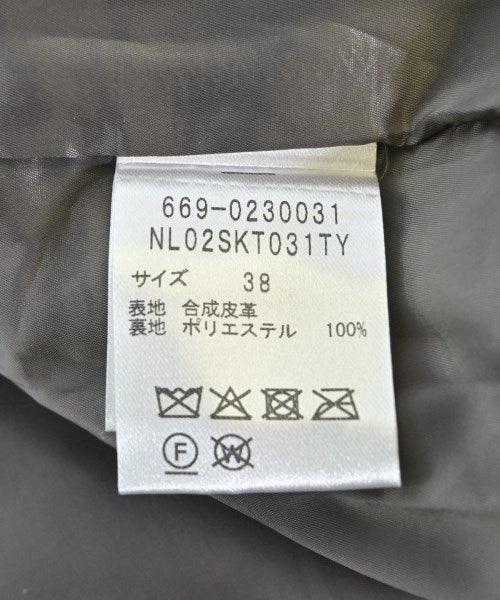 669-0230031
NL02SKT031TY
サイズ 38
表地 合成皮革
裏地 ポリエステル 100%
F W